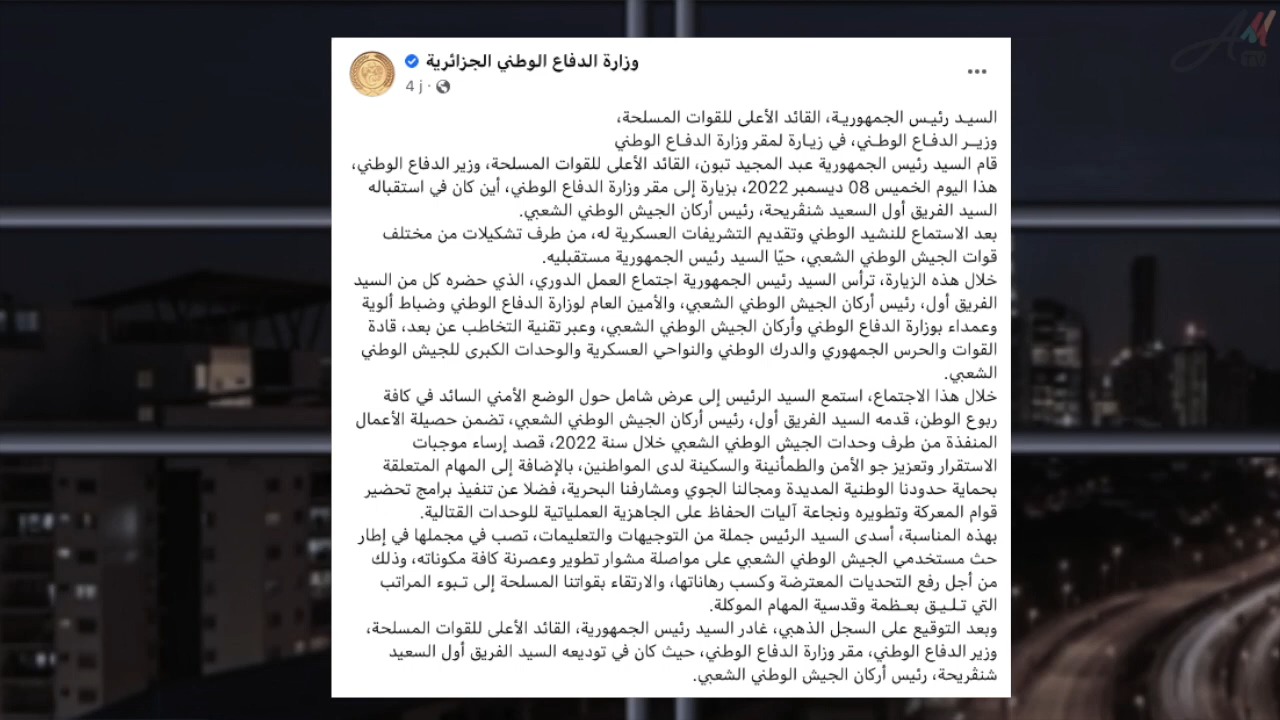 وزارة الدفاع الوطني الجزائرية
4 j ·
السيـد رئيـس الجمهوريـة، القائد الأعلى للقوات المسلحة،
وزيــر الدفـاع الوطـني، في زيـارة لمقر وزارة الدفـاع الوطني
قام السيد رئيس الجمهورية عبد المجيد تبون، القائد الأعلى للقوات المسلحة، وزير الدفاع الوطني،
هذا اليوم الخميس 08 ديسمبر 2022، بزيارة إلى مقر وزارة الدفاع الوطني، أين كان في استقباله
السيد الفريق أول السعيد شنڤريحة، رئيس أركان الجيش الوطني الشعبي.
بعد الاستماع للنشيد الوطني وتقديم التشريفات العسكرية له، من طرف تشكيلات من مختلف
قوات الجيش الوطني الشعبي، حيّا السيد رئيس الجمهورية مستقبليه.
خلال هذه الزيارة، ترأس السيد رئيس الجمهورية اجتماع العمل الدوري، الذي حضره كل من السيد
الفريق أول، رئيس أركان الجيش الوطني الشعبي، والأمين العام لوزارة الدفاع الوطني وضباط ألوية
وعمداء بوزارة الدفاع الوطني وأركان الجيش الوطني الشعبي، وعبر تقنية التخاطب عن بعد، قادة
القوات والحرس الجمهوري والدرك الوطني والنواحي العسكرية والوحدات الكبرى للجيش الوطني
الشعبي.
خلال هذا الاجتماع، استمع السيد الرئيس إلى عرض شامل حول الوضع الأمني السائد في كافة
ربوع الوطن، قدمه السيد الفريق أول، رئيس أركان الجيش الوطني الشعبي، تضمن حصيلة الأعمال
المنفذة من طرف وحدات الجيش الوطني الشعبي خلال سنة 2022، قصد إرساء موجبات
الاستقرار وتعزيز جو الأمن والطمأنينة والسكينة لدى المواطنين، بالإضافة إلى المهام المتعلقة
بحماية حدودنا الوطنية المديدة ومجالنا الجوي ومشارفنا البحرية، فضلا عن تنفيذ برامج تحضير
قوام المعركة وتطويره ونجاعة آليات الحفاظ على الجاهزية العملياتية للوحدات القتالية.
بهذه المناسبة، أسدى السيد الرئيس جملة من التوجيهات والتعليمات، تصب في مجملها في إطار
حث مستخدمي الجيش الوطني الشعبي على مواصلة مشوار تطوير وعصرنة كافة مكوناته، وذلك
من أجل رفع التحديات المعترضة وكسب رهاناتها، والارتقاء بقواتنا المسلحة إلى تـبوء المراتب
التي تـلـيـق بعـظمة وقدسية المهام الموكلة.
وبعد التوقيع على السجل الذهبي، غادر السيد رئيس الجمهورية، القائد الأعلى للقوات المسلحة،
وزير الدفاع الوطني، مقر وزارة الدفاع الوطني، حيث كان في توديعه السيد الفريق أول السعيد
شنڤريحة، رئيس أركان الجيش الوطني الشعبي.